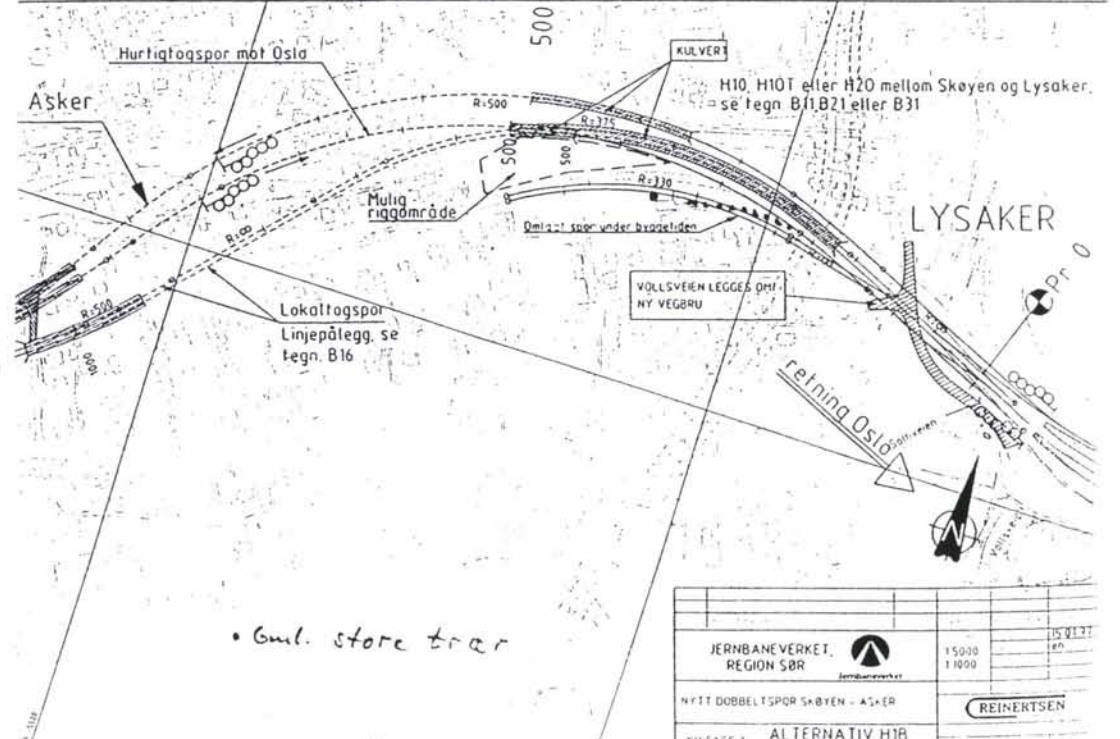 500
Hurtigtogspor mot Oslo
KULVERT
Asker
H10, H10T eller H20 mellom Skøyen og Lysaker,
se tegn. B11,B21 eller B31
R=500
R=375
500
500
R=330
Mulig
riggområde
Omlagt spor under byggetiden
LYSAKER
Pr 0
VOLLSVEIEN LEGGES OM/
NY VEGBRU
R=500
1000
Lokaltogspor
Linjepålegg, se
tegn. B16
retning Oslo
N
• Gml. store trær
JERNBANEVERKET,
REGION SØR
Jernbaneverket
1:5000
1:1000
NYTT DOBBELTSPOR SKØYEN - ASKER
REINERTSEN
ALTERNATIV H1B